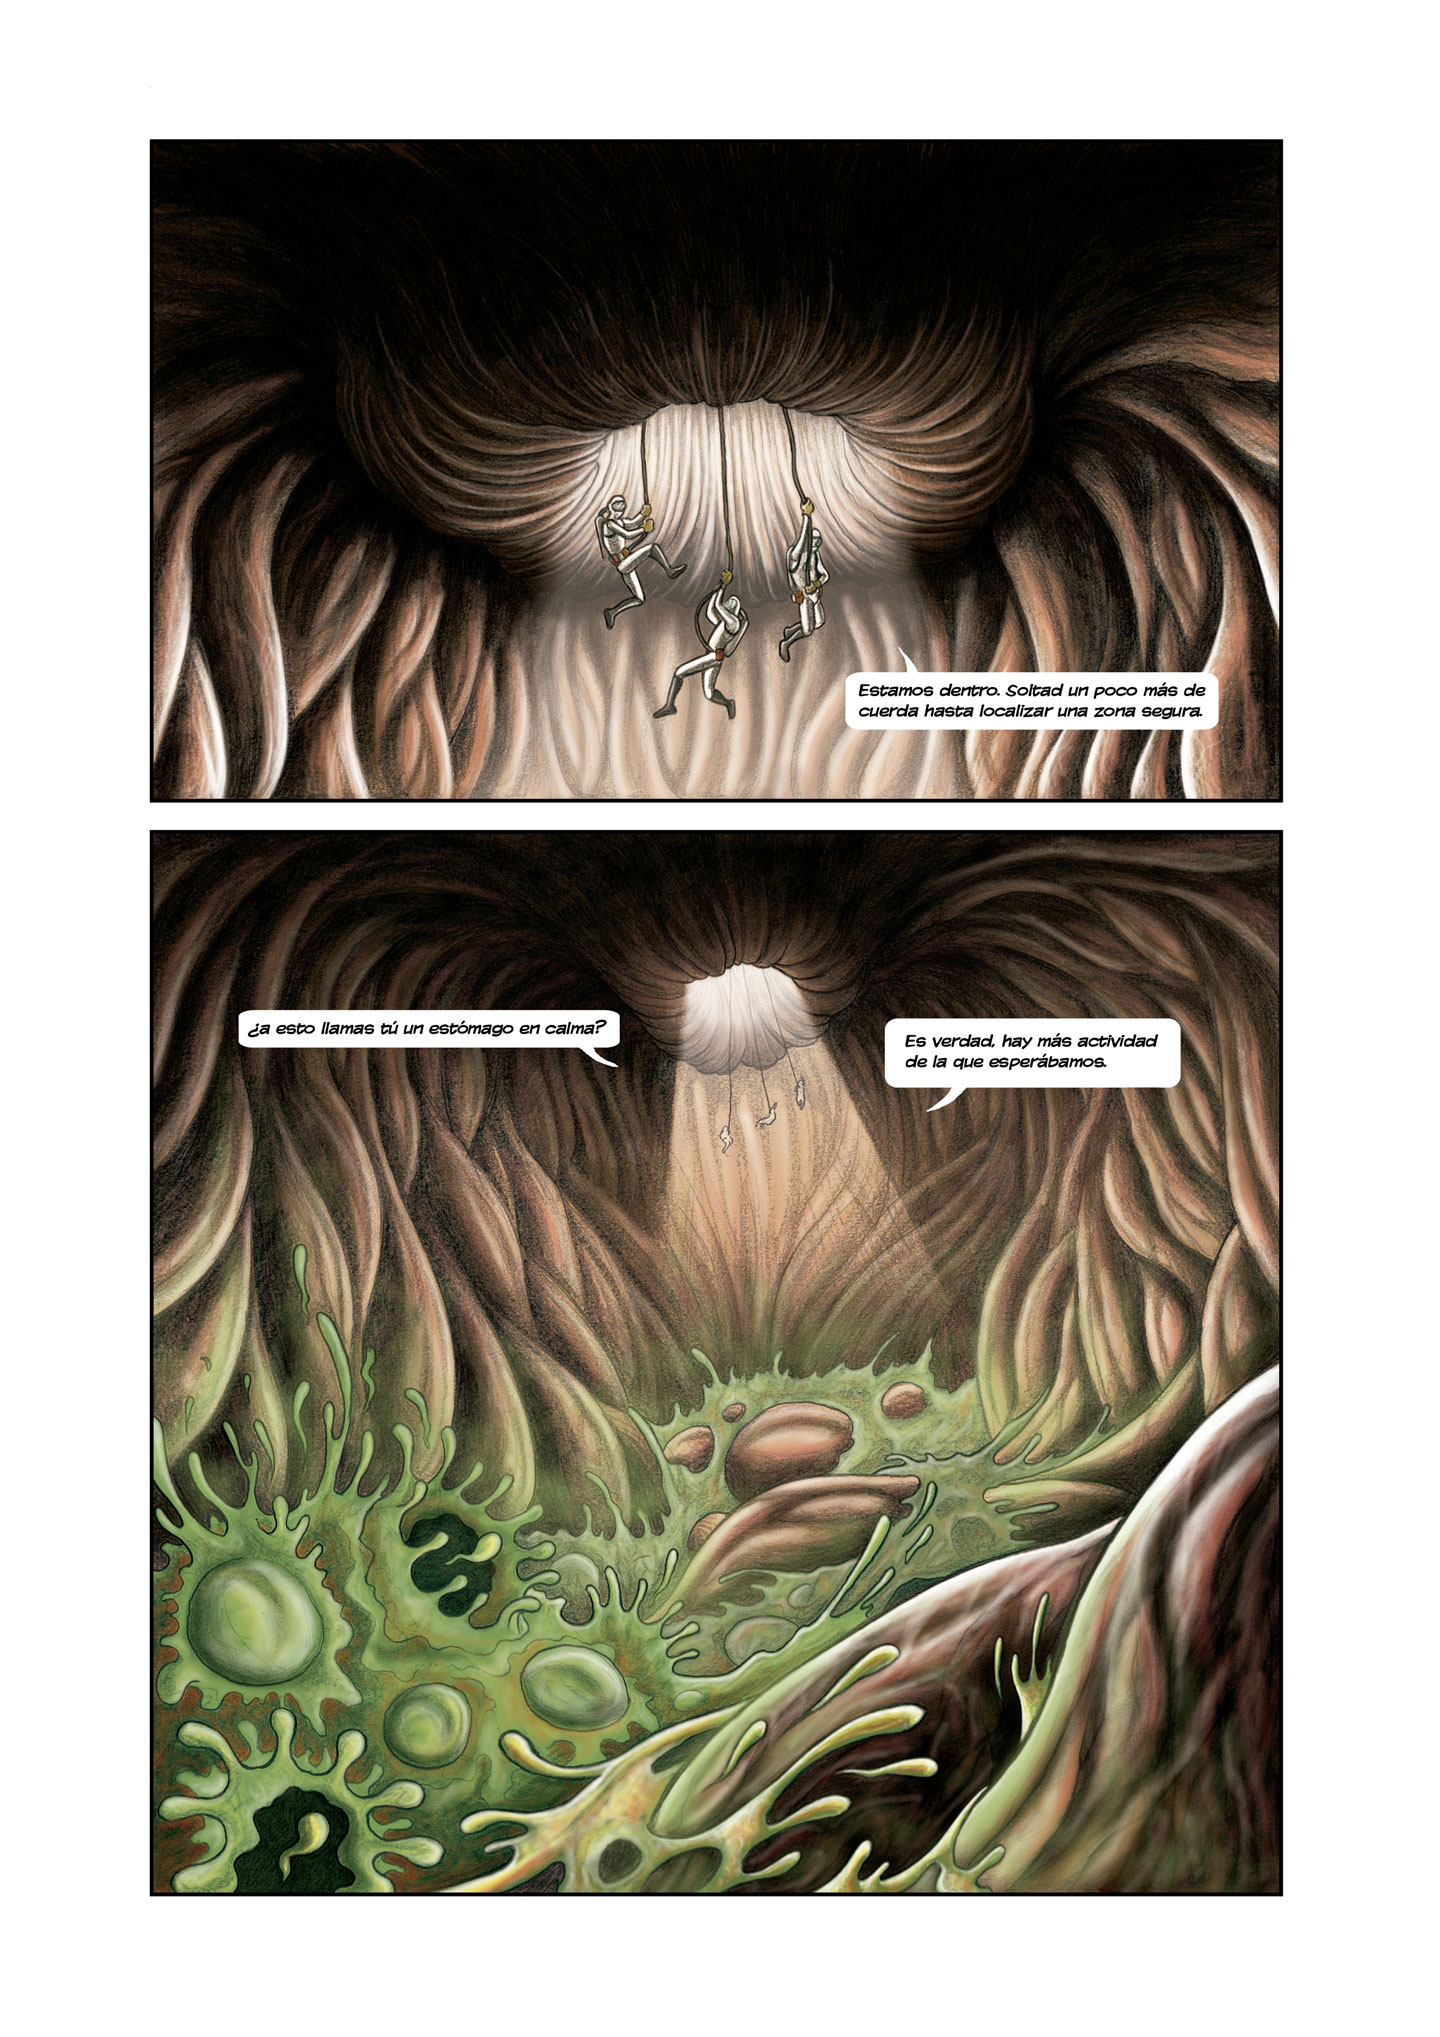 Estamos dentro. Soltad un poco más de
cuerda hasta localizar una zona segura.
¿a esto llamas tú un estómago en calma?
Es verdad, hay más actividad
de la que esperábamos.